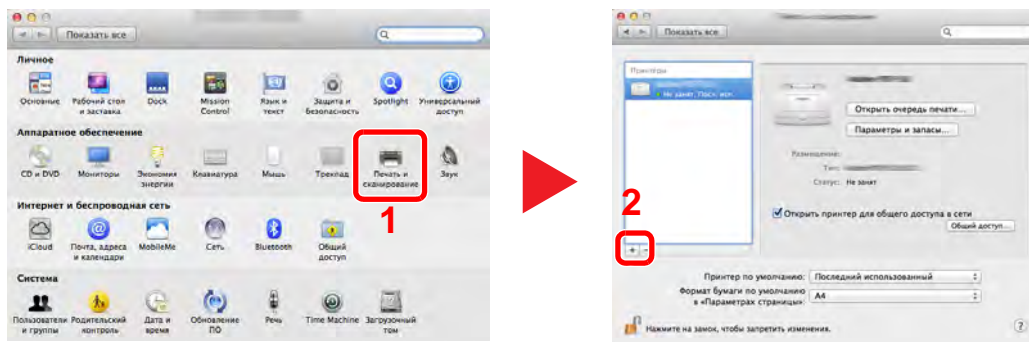 Показать все
Личное
Основные
Рабочий стол
и заставка
Dock
Mission
Control
Язык и
текст
Защита и
безопасность
Spotlight
Универсальный
доступ
Аппаратное обеспечение
CD и DVD
Мониторы
Экономия
энергии
Клавиатура
Мышь
Трекпад
Печать и
сканирование
Звук
1
Интернет и беспроводная сеть
iCloud
Почта, адреса
и календари
MobileMe
Сеть
Bluetooth
Общий
доступ
Система
Пользователи
и группы
Родительский
контроль
Дата и
время
Обновление
ПО
Речь
Time Machine
Загрузочный
том
Показать все
Принтеры
Не занят, Посл. исп...
Открыть очередь печати...
Параметры и запасы...
Размещение:
Тип:
Статус: Не занят
2
Открыть принтер для общего доступа в сети
Общий доступ...
+ −
Принтер по умолчанию: Последний использованный
Формат бумаги по умолчанию
в «Параметрах страницы»: A4
Нажмите на замок, чтобы запретить изменения.
?